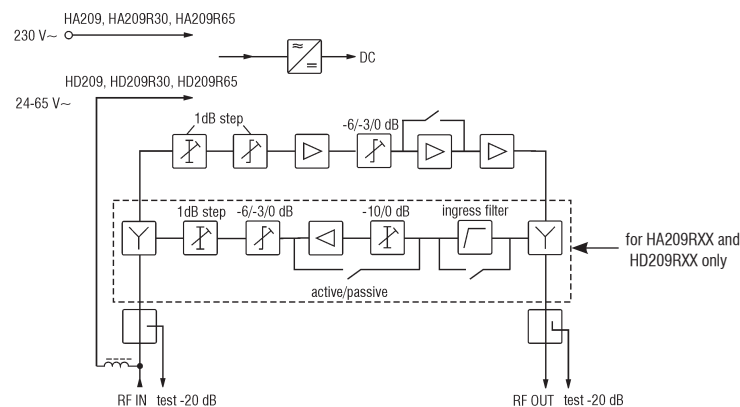 HA209, HA209R30, HA209R65
230 V~
DC
HD209, HD209R30, HD209R65
24-65 V~
1dB step
-6/-3/0 dB
1dB step
-6/-3/0 dB
-10/0 dB
ingress filter
for HA209RXX and
HD209RXX only
active/passive
RF IN
test -20 dB
RF OUT
test -20 dB